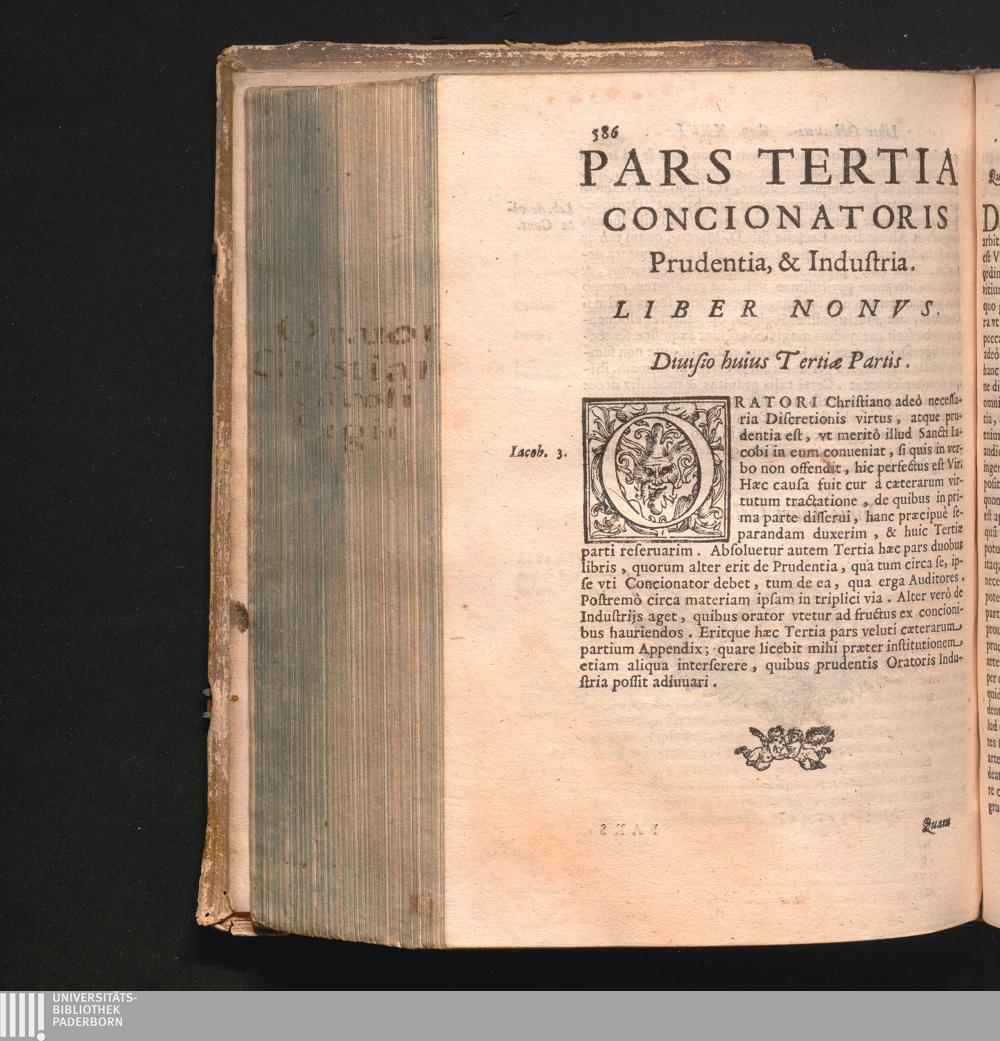 586
PARS TERTIA
CONCIONATORIS
Prudentia, & Induſtria.
LIBER NONVS.
Diuiſio huius Tertiæ Partis.
ORATORI Chriſtiano adeò neceſſa-
ria Diſcretionis virtus, atque pru-
dentia eſt, vt meritò illud Sancti Ia-
cobi in eum conueniat, ſi quis in ver-
Iacob. 3.
bo non offendit, hic perfectus eſt Vir.
Hæc cauſa fuit cur à cæterarum vir-
tutum tractatione, de quibus in pri-
ma parte diſſerui, hanc præcipuè ſe-
parandam duxerim, & huic Tertiæ
parti reſeruarim. Abſoluetur autem Tertia hæc pars duobus
libris, quorum alter erit de Prudentia, qua tum circa ſe, ip-
ſe vti Concionator debet, tum de ea, qua erga Auditores.
Poſtremò circa materiam ipſam in triplici via. Alter verò de
Induſtrijs aget, quibus orator vtetur ad fructus ex concioni-
bus hauriendos. Eritque hæc Tertia pars veluti cæterarum
partium Appendix; quare licebit mihi præter inſtitutionem
etiam aliqua interſerere, quibus prudentis Oratoris Indu-
ſtria poſſit adiuuari.
Quam
UNIVERSITÄTS-
BIBLIOTHEK
PADERBORN